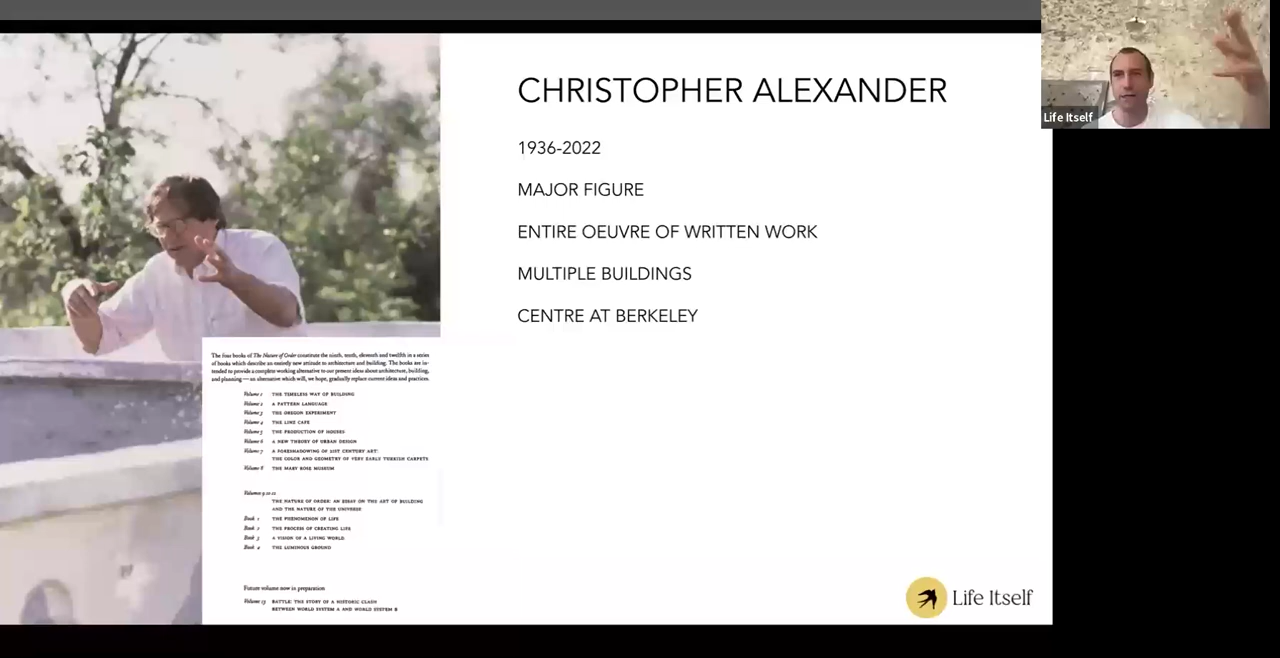 CHRISTOPHER ALEXANDER
1936-2022
MAJOR FIGURE
ENTIRE OEUVRE OF WRITTEN WORK
MULTIPLE BUILDINGS
CENTRE AT BERKELEY
Life Itself
The four books of The Nature of Order constitute the ninth, tenth, eleventh and twelfth in a series
of books which describe an entirely new attitude to architecture and building. The books are in-
tended to provide a complete working alternative to our present ideas about architecture, building,
and planning — an alternative which will, we hope, gradually replace current ideas and practices.
Volume 1 THE TIMELESS WAY OF BUILDING
Volume 2 A PATTERN LANGUAGE
Volume 3 THE OREGON EXPERIMENT
Volume 4 THE LINZ CAFE
Volume 5 THE PRODUCTION OF HOUSES
Volume 6 A NEW THEORY OF URBAN DESIGN
Volume 7 A FORESHADOWING OF 21ST CENTURY ART:
THE COLOR AND GEOMETRY OF VERY EARLY TURKISH CARPETS
Volume 8 THE MARY ROSE MUSEUM
Volumes 9,10,11
THE NATURE OF ORDER: AN ESSAY ON THE ART OF BUILDING
AND THE NATURE OF THE UNIVERSE
Book 1 THE PHENOMENON OF LIFE
Book 2 THE PROCESS OF CREATING LIFE
Book 3 A VISION OF A LIVING WORLD
Book 4 THE LUMINOUS GROUND
Future volume now in preparation
Volume 13 BATTLE: THE STORY OF A HISTORIC CLASH
BETWEEN WORLD SYSTEM A AND WORLD SYSTEM B
Life Itself